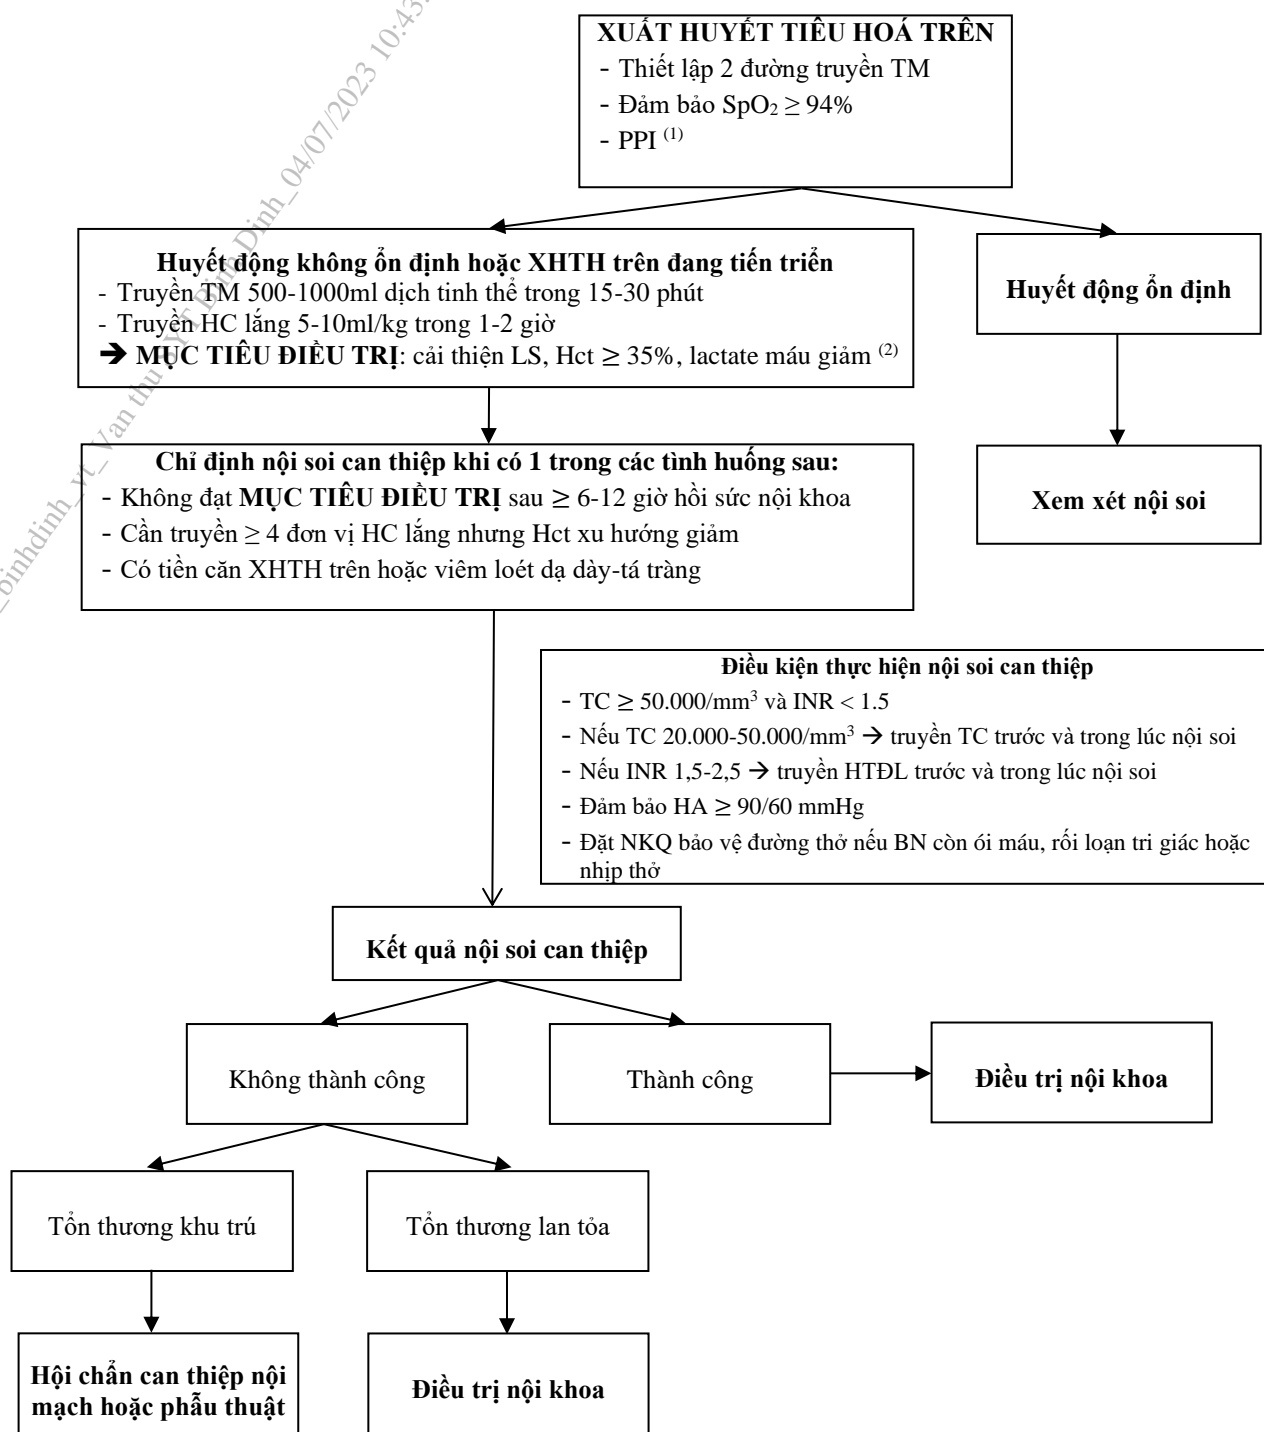 XUẤT HUYẾT TIÊU HOÁ TRÊN
- Thiết lập 2 đường truyền TM
- Đảm bảo SpO₂ ≥ 94%
- PPI ⁽¹⁾
Huyết động không ổn định hoặc XHTH trên đang tiến triển
- Truyền TM 500-1000ml dịch tinh thể trong 15-30 phút
- Truyền HC lắng 5-10ml/kg trong 1-2 giờ
➔ MỤC TIÊU ĐIỀU TRỊ: cải thiện LS, Hct ≥ 35%, lactate máu giảm ⁽²⁾
Huyết động ổn định
Chỉ định nội soi can thiệp khi có 1 trong các tình huống sau:
- Không đạt MỤC TIÊU ĐIỀU TRỊ sau ≥ 6-12 giờ hồi sức nội khoa
- Cần truyền ≥ 4 đơn vị HC lắng nhưng Hct xu hướng giảm
- Có tiền căn XHTH trên hoặc viêm loét dạ dày-tá tràng
Xem xét nội soi
Điều kiện thực hiện nội soi can thiệp
- TC ≥ 50.000/mm³ và INR < 1.5
- Nếu TC 20.000-50.000/mm³ → truyền TC trước và trong lúc nội soi
- Nếu INR 1,5-2,5 → truyền HTĐL trước và trong lúc nội soi
- Đảm bảo HA ≥ 90/60 mmHg
- Đặt NKQ bảo vệ đường thở nếu BN còn ói máu, rối loạn tri giác hoặc
nhịp thở
Kết quả nội soi can thiệp
Không thành công
Thành công
Điều trị nội khoa
Tổn thương khu trú
Tổn thương lan tỏa
Hội chẩn can thiệp nội
mạch hoặc phẫu thuật
Điều trị nội khoa
binhdinh_vt_Van thu SYT Binh Dinh_04/07/2023 10:43